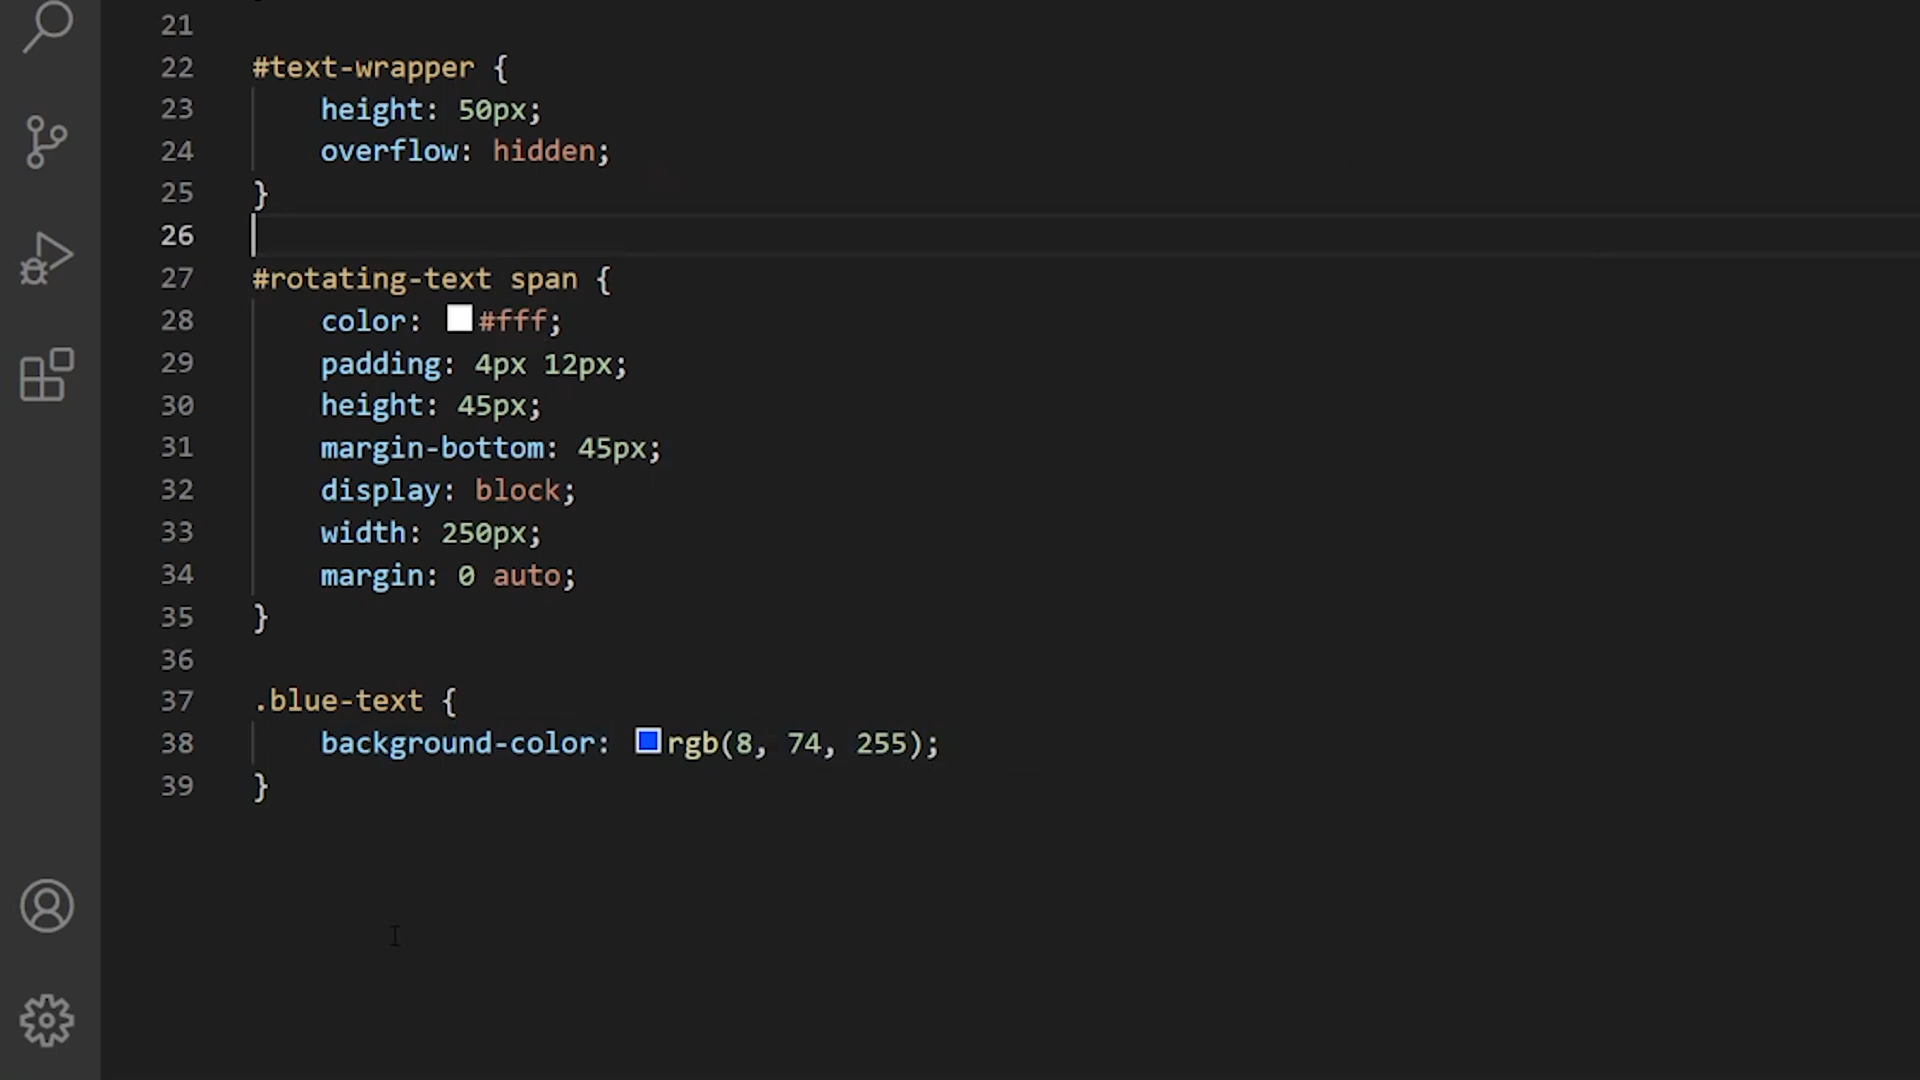 21
22 #text-wrapper {
23 height: 50px;
24 overflow: hidden;
25 }
26
27 #rotating-text span {
28 color: #fff;
29 padding: 4px 12px;
30 height: 45px;
31 margin-bottom: 45px;
32 display: block;
33 width: 250px;
34 margin: 0 auto;
35 }
36
37 .blue-text {
38 background-color: rgb(8, 74, 255);
39 }